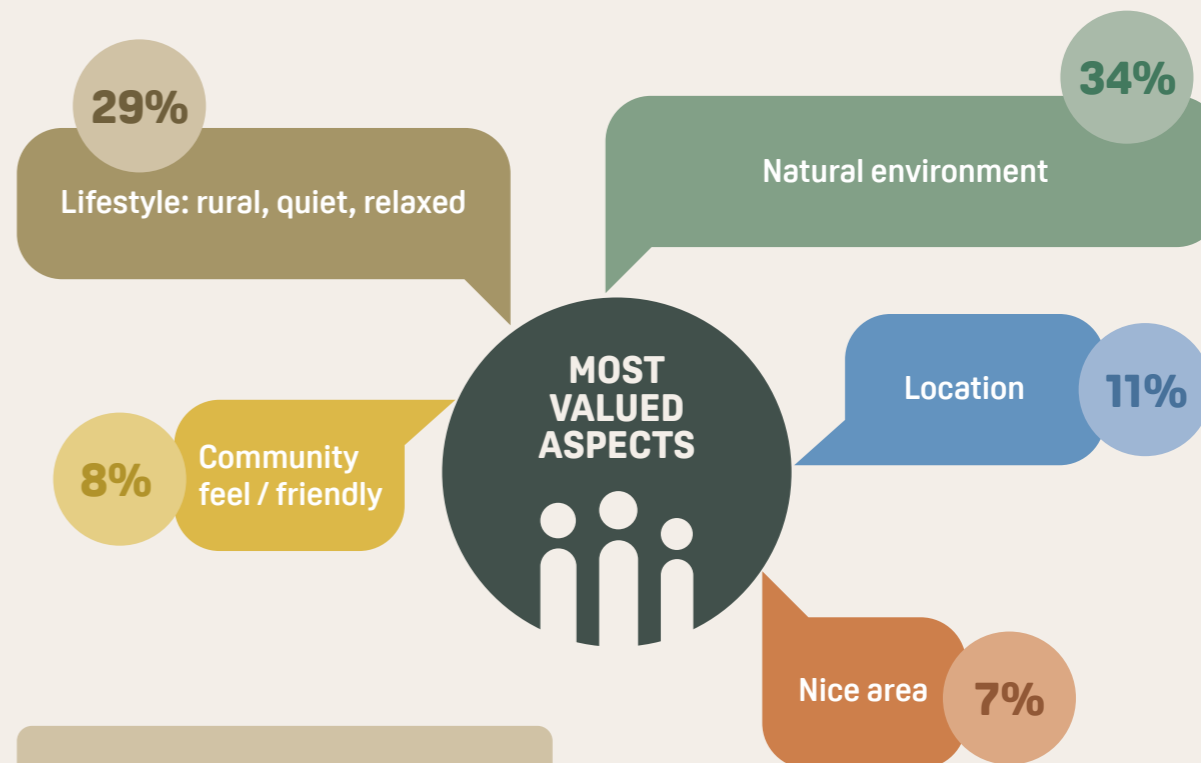 29%
Lifestyle: rural, quiet, relaxed
34%
Natural environment
MOST
VALUED
ASPECTS
Location
11%
8%
Community
feel / friendly
Nice area
7%